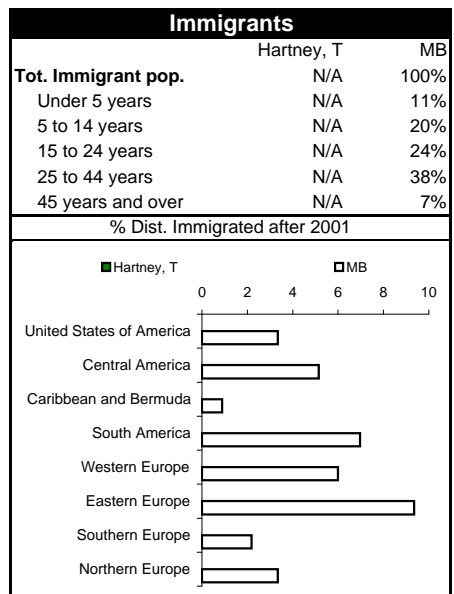 Immigrants
Hartney, T MB
Tot. Immigrant pop. N/A 100%
Under 5 years N/A 11%
5 to 14 years N/A 20%
15 to 24 years N/A 24%
25 to 44 years N/A 38%
45 years and over N/A 7%
% Dist. Immigrated after 2001
Hartney, T MB
0 2 4 6 8 10
United States of America
Central America
Caribbean and Bermuda
South America
Western Europe
Eastern Europe
Southern Europe
Northern Europe